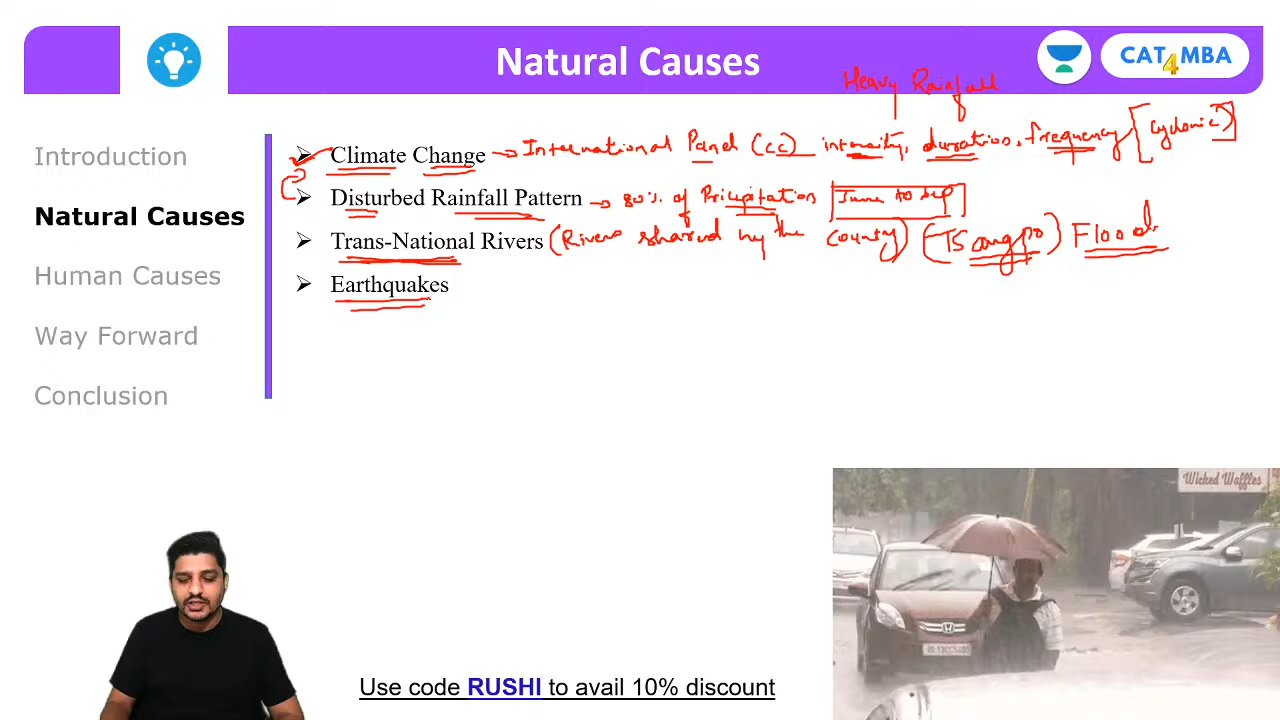 Natural Causes
CAT4MBA
Heavy Rainfall
Introduction
Natural Causes
Human Causes
Way Forward
Conclusion
➢ Climate Change → International Panel (CC) intensity, duration, frequency [Cyclonic]
➢ Disturbed Rainfall Pattern → 80% of Pricipitation June to Sep
➢ Trans-National Rivers (Rivers shared by the County) (TSangpo) Flood
➢ Earthquakes
Wicked Waffles
Use code RUSHI to avail 10% discount